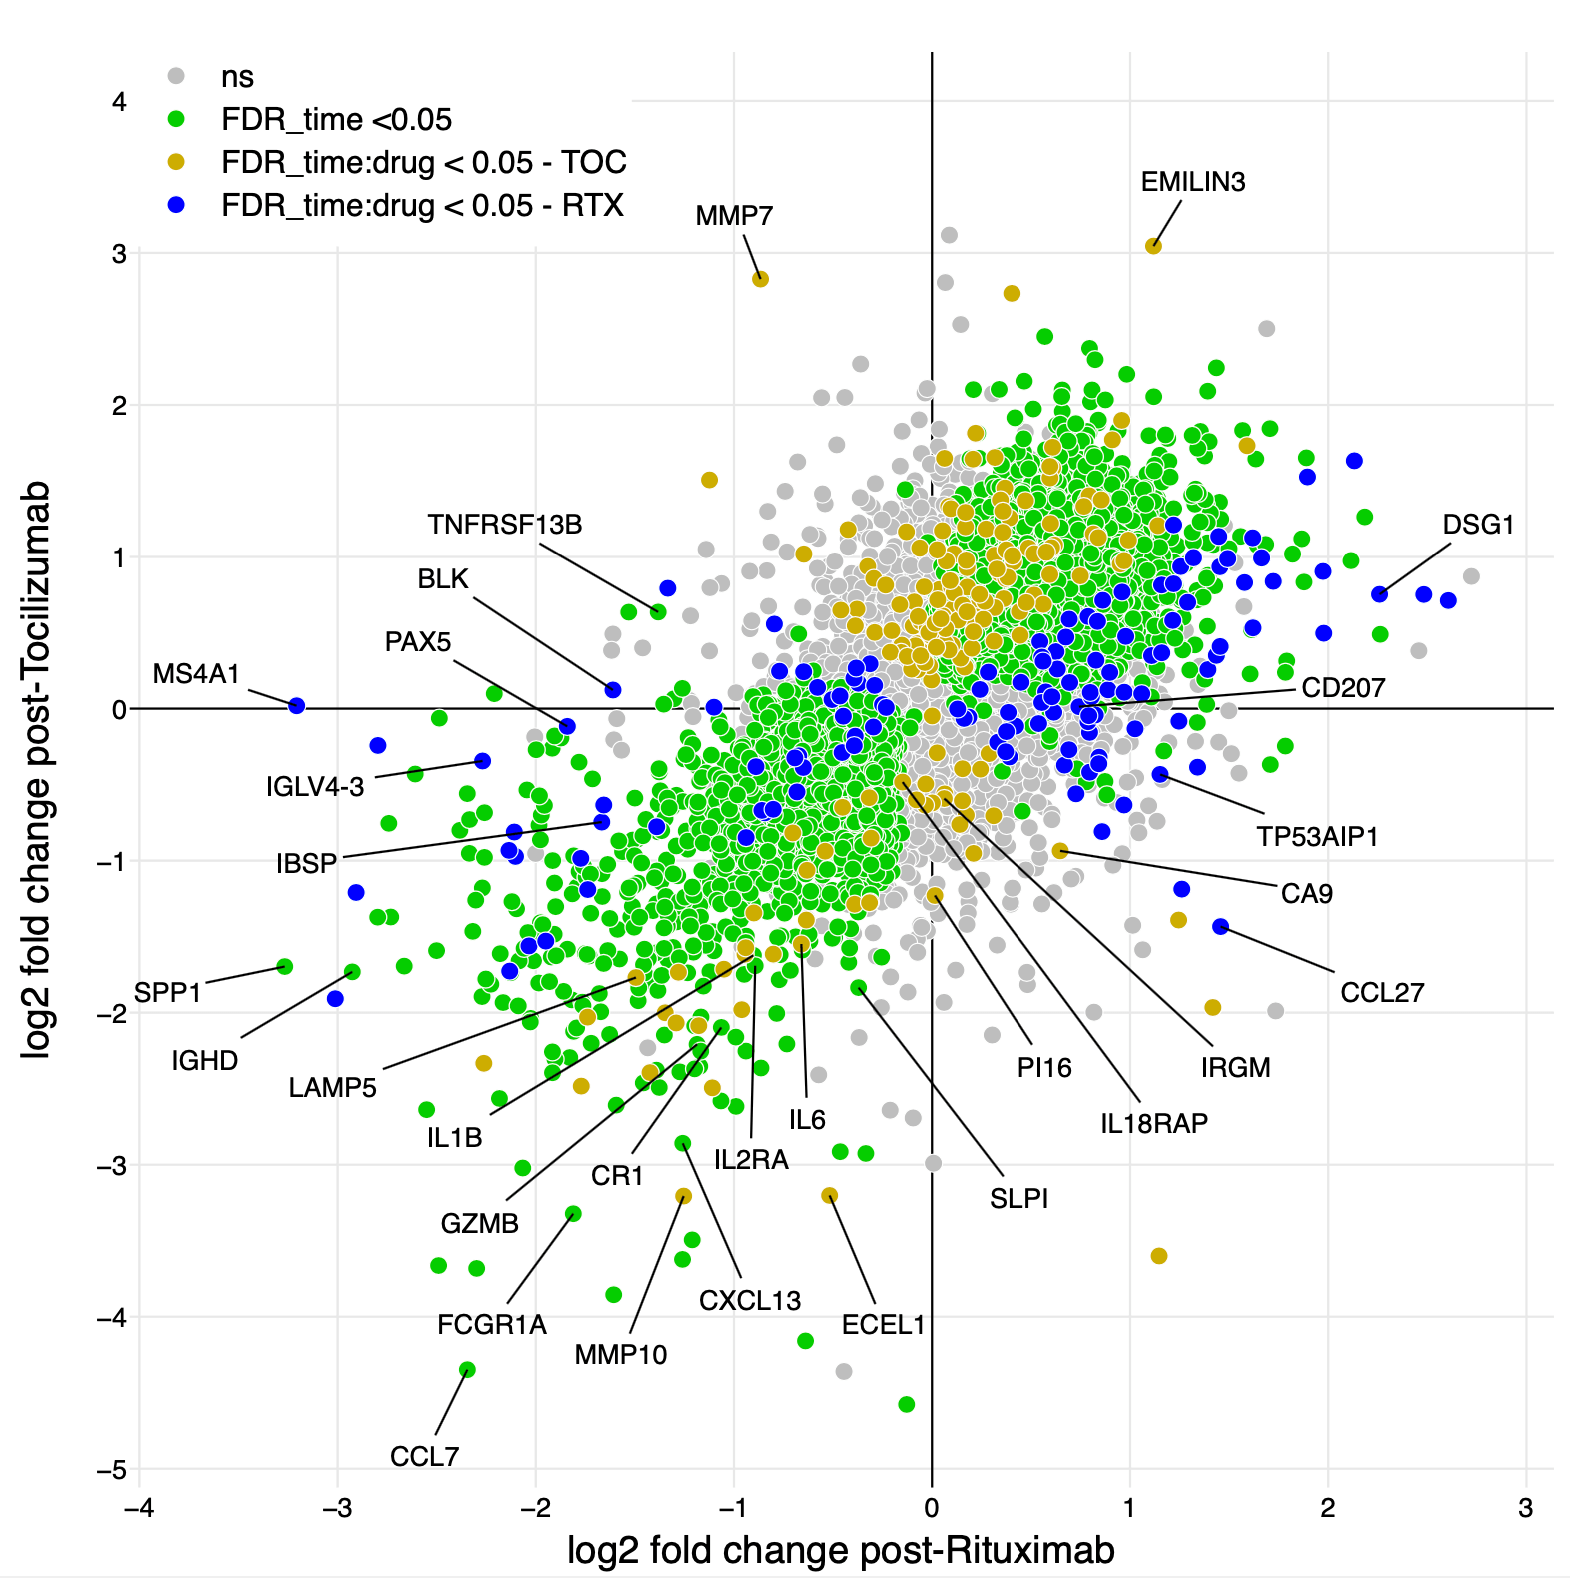 ns
FDR_time <0.05
FDR_time:drug < 0.05 - TOC
FDR_time:drug < 0.05 - RTX
EMILIN3
MMP7
TNFRSF13B
DSG1
BLK
PAX5
MS4A1
CD207
IGLV4-3
TP53AIP1
IBSP
CA9
SPP1
CCL27
IGHD
LAMP5
PI16
IRGM
IL1B
IL6
IL18RAP
CR1
IL2RA
SLPI
GZMB
FCGR1A
CXCL13
ECEL1
MMP10
CCL7
4
3
2
1
0
−1
−2
−3
−4
−5
−4
−3
−2
−1
0
1
2
3
log2 fold change post-Tocilizumab
log2 fold change post-Rituximab